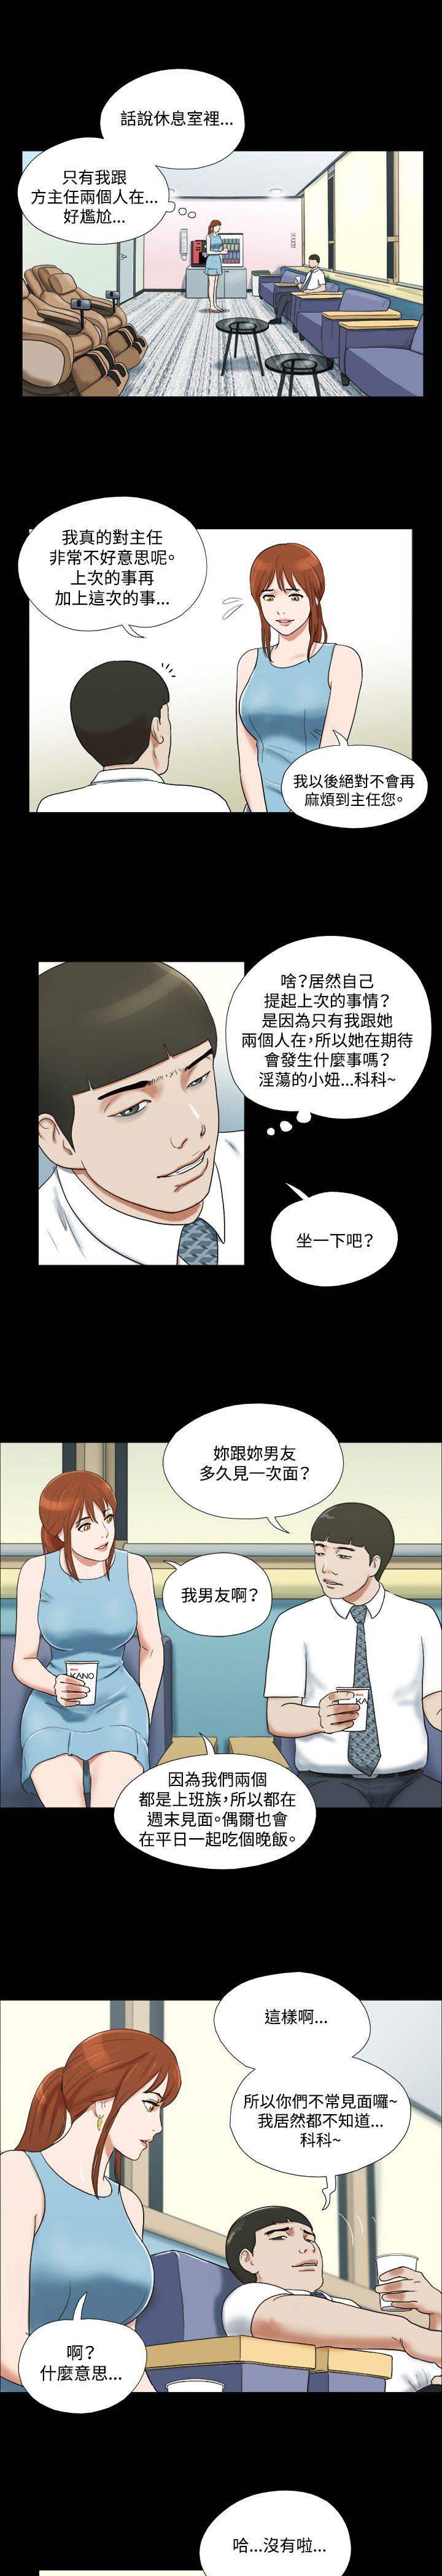 話說休息室裡...
只有我跟
方主任兩個人在...
好尷尬...
我真的對主任
非常不好意思呢。
上次的事再
加上這次的事...
我以後絕對不會再
麻煩到主任您。
啥？居然自己
提起上次的事情？
是因為只有我跟她
兩個人在，所以她在期待
會發生什麼事嗎？
淫蕩的小妞...科科~
坐一下吧？
妳跟妳男友
多久見一次面？
我男友啊？
KANO
KA
因為我們兩個
都是上班族，所以都在
週末見面。偶爾也會
在平日一起吃個晚飯。
這樣啊...
所以你們不常見面囉~
我居然都不知道...
科科~
啊？
什麼意思...
哈...沒有啦...